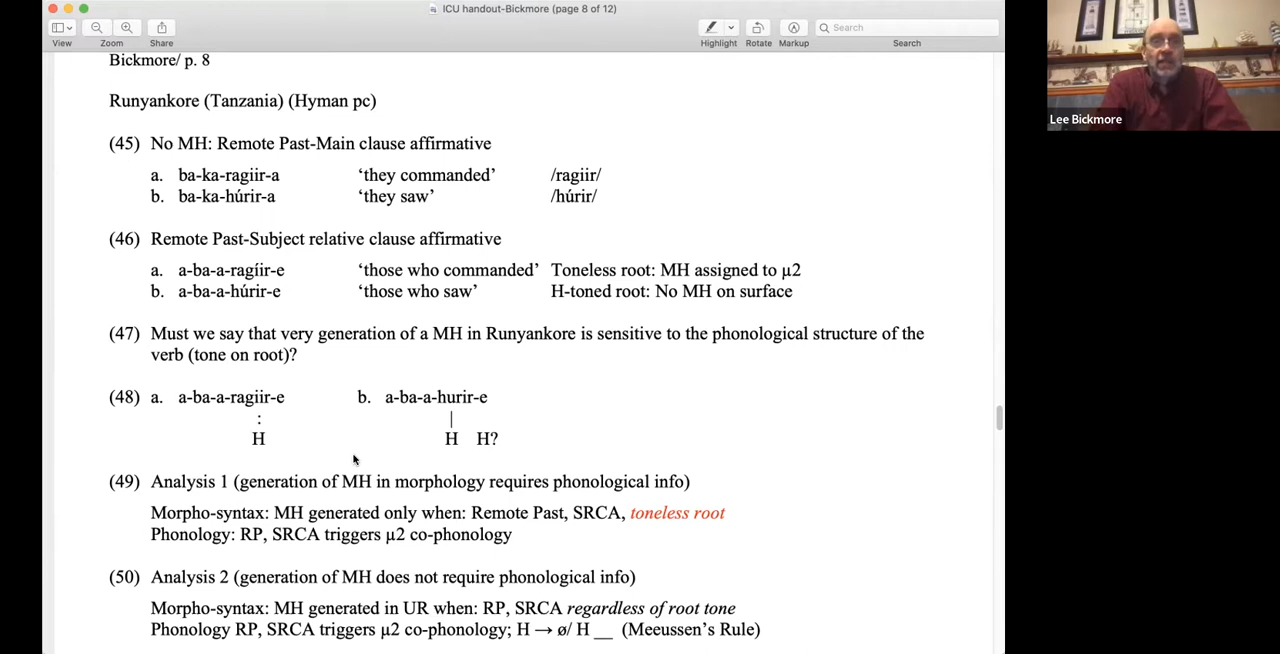 ICU handout-Bickmore (page 8 of 12)
View Zoom Share Highlight Rotate Markup Search
Search
Lee Bickmore
Bickmore/ p. 8
Runyankore (Tanzania) (Hyman pc)
(45) No MH: Remote Past-Main clause affirmative
a. ba-ka-ragiir-a ‘they commanded’ /ragiir/
b. ba-ka-húrir-a ‘they saw’ /húrir/
(46) Remote Past-Subject relative clause affirmative
a. a-ba-a-ragíir-e ‘those who commanded’ Toneless root: MH assigned to µ2
b. a-ba-a-húrir-e ‘those who saw’ H-toned root: No MH on surface
(47) Must we say that very generation of a MH in Runyankore is sensitive to the phonological structure of the
verb (tone on root)?
(48) a. a-ba-a-ragiir-e b. a-ba-a-hurir-e
: |
H H H?
(49) Analysis 1 (generation of MH in morphology requires phonological info)
Morpho-syntax: MH generated only when: Remote Past, SRCA, toneless root
Phonology: RP, SRCA triggers µ2 co-phonology
(50) Analysis 2 (generation of MH does not require phonological info)
Morpho-syntax: MH generated in UR when: RP, SRCA regardless of root tone
Phonology RP, SRCA triggers µ2 co-phonology; H → ø/ H __ (Meeussen’s Rule)